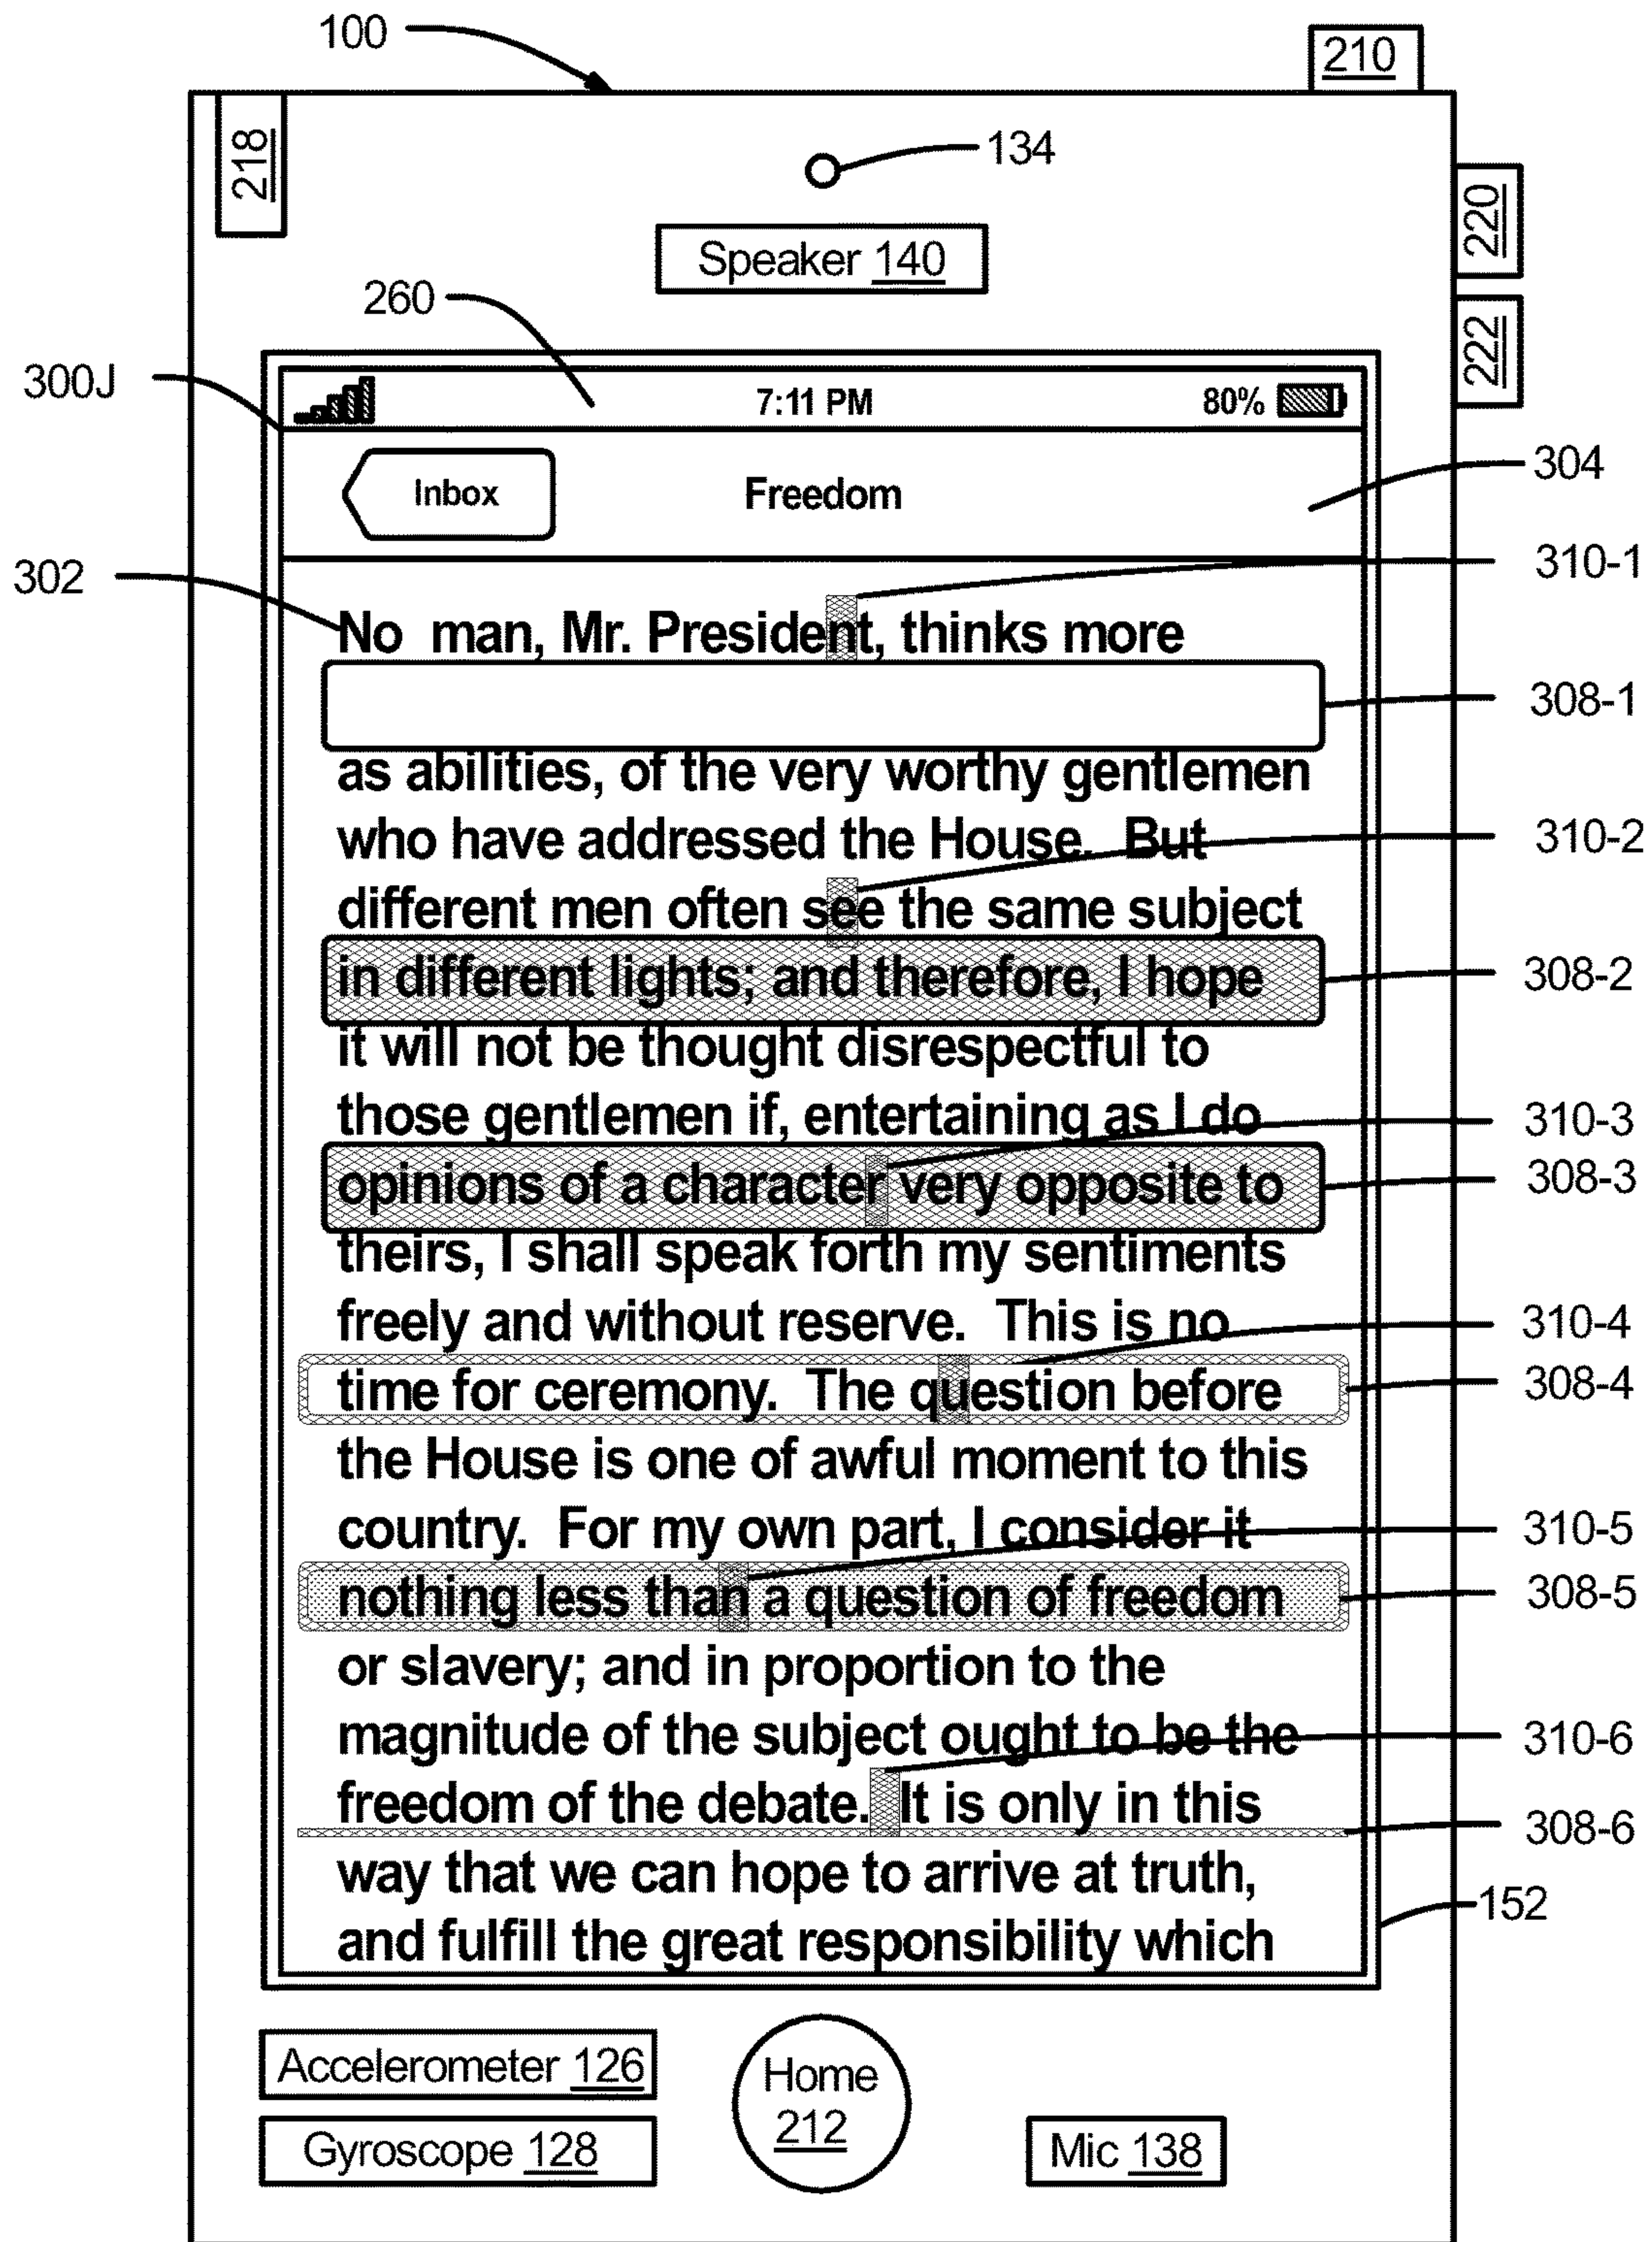 100
210
218
134
220
Speaker 140
260
222
300J
7:11 PM
80%
304
Inbox
Freedom
310-1
302
No man, Mr. President, thinks more
308-1
as abilities, of the very worthy gentlemen
who have addressed the House. But
310-2
different men often see the same subject
in different lights; and therefore, I hope
308-2
it will not be thought disrespectful to
those gentlemen if, entertaining as I do
310-3
opinions of a character very opposite to
308-3
theirs, I shall speak forth my sentiments
freely and without reserve. This is no
310-4
time for ceremony. The question before
308-4
the House is one of awful moment to this
country. For my own part, I consider it
310-5
nothing less than a question of freedom
308-5
or slavery; and in proportion to the
magnitude of the subject ought to be the
310-6
freedom of the debate. It is only in this
308-6
way that we can hope to arrive at truth,
152
and fulfill the great responsibility which
Accelerometer 126
Home
212
Gyroscope 128
Mic 138